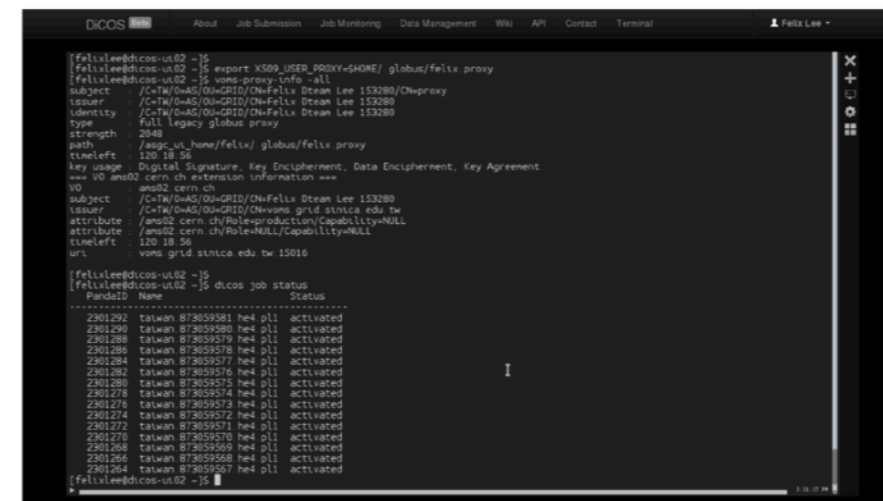 DiCOS Beta About Job Submission Job Monitoring Data Management Wiki API Contact Terminal Felix Lee
[felixlee@dicos-ui02 ~]$
[felixlee@dicos-ui02 ~]$ export X509_USER_PROXY=$HOME/.globus/felix.proxy
[felixlee@dicos-ui02 ~]$ voms-proxy-info -all
subject : /C=TW/O=AS/OU=GRID/CN=Felix Dteam Lee 153280/CN=proxy
issuer : /C=TW/O=AS/OU=GRID/CN=Felix Dteam Lee 153280
identity : /C=TW/O=AS/OU=GRID/CN=Felix Dteam Lee 153280
type : full legacy globus proxy
strength : 2048
path : /asgc_ui_home/felix/.globus/felix.proxy
timeleft : 120:18:56
key usage : Digital Signature, Key Encipherment, Data Encipherment, Key Agreement
=== VO ams02.cern.ch extension information ===
VO : ams02.cern.ch
subject : /C=TW/O=AS/OU=GRID/CN=Felix Dteam Lee 153280
issuer : /C=TW/O=AS/OU=GRID/CN=voms.grid.sinica.edu.tw
attribute : /ams02.cern.ch/Role=production/Capability=NULL
attribute : /ams02.cern.ch/Role=NULL/Capability=NULL
timeleft : 120:18:56
uri : voms.grid.sinica.edu.tw:15016
[felixlee@dicos-ui02 ~]$
[felixlee@dicos-ui02 ~]$ dicos job status
PandaID Name Status
--------------------------------------------
2301292 taiwan.873059581.he4.pl1 activated
2301290 taiwan.873059580.he4.pl1 activated
2301288 taiwan.873059579.he4.pl1 activated
2301286 taiwan.873059578.he4.pl1 activated
2301284 taiwan.873059577.he4.pl1 activated
2301282 taiwan.873059576.he4.pl1 activated
2301280 taiwan.873059575.he4.pl1 activated
2301278 taiwan.873059574.he4.pl1 activated
2301276 taiwan.873059573.he4.pl1 activated
2301274 taiwan.873059572.he4.pl1 activated
2301272 taiwan.873059571.he4.pl1 activated
2301270 taiwan.873059570.he4.pl1 activated
2301268 taiwan.873059569.he4.pl1 activated
2301266 taiwan.873059568.he4.pl1 activated
2301264 taiwan.873059567.he4.pl1 activated
[felixlee@dicos-ui02 ~]$